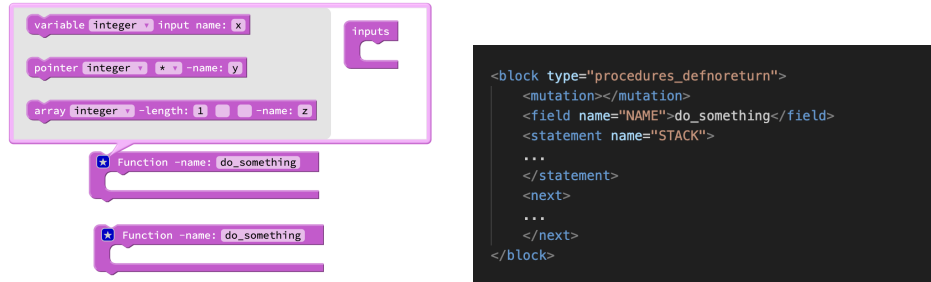 variable integer input name: x
inputs
pointer integer * -name: y
array integer -length: 1 -name: z
Function -name: do_something
Function -name: do_something
<block type="procedures_defnoreturn">
<mutation></mutation>
<field name="NAME">do_something</field>
<statement name="STACK">
...
</statement>
<next>
...
</next>
</block>